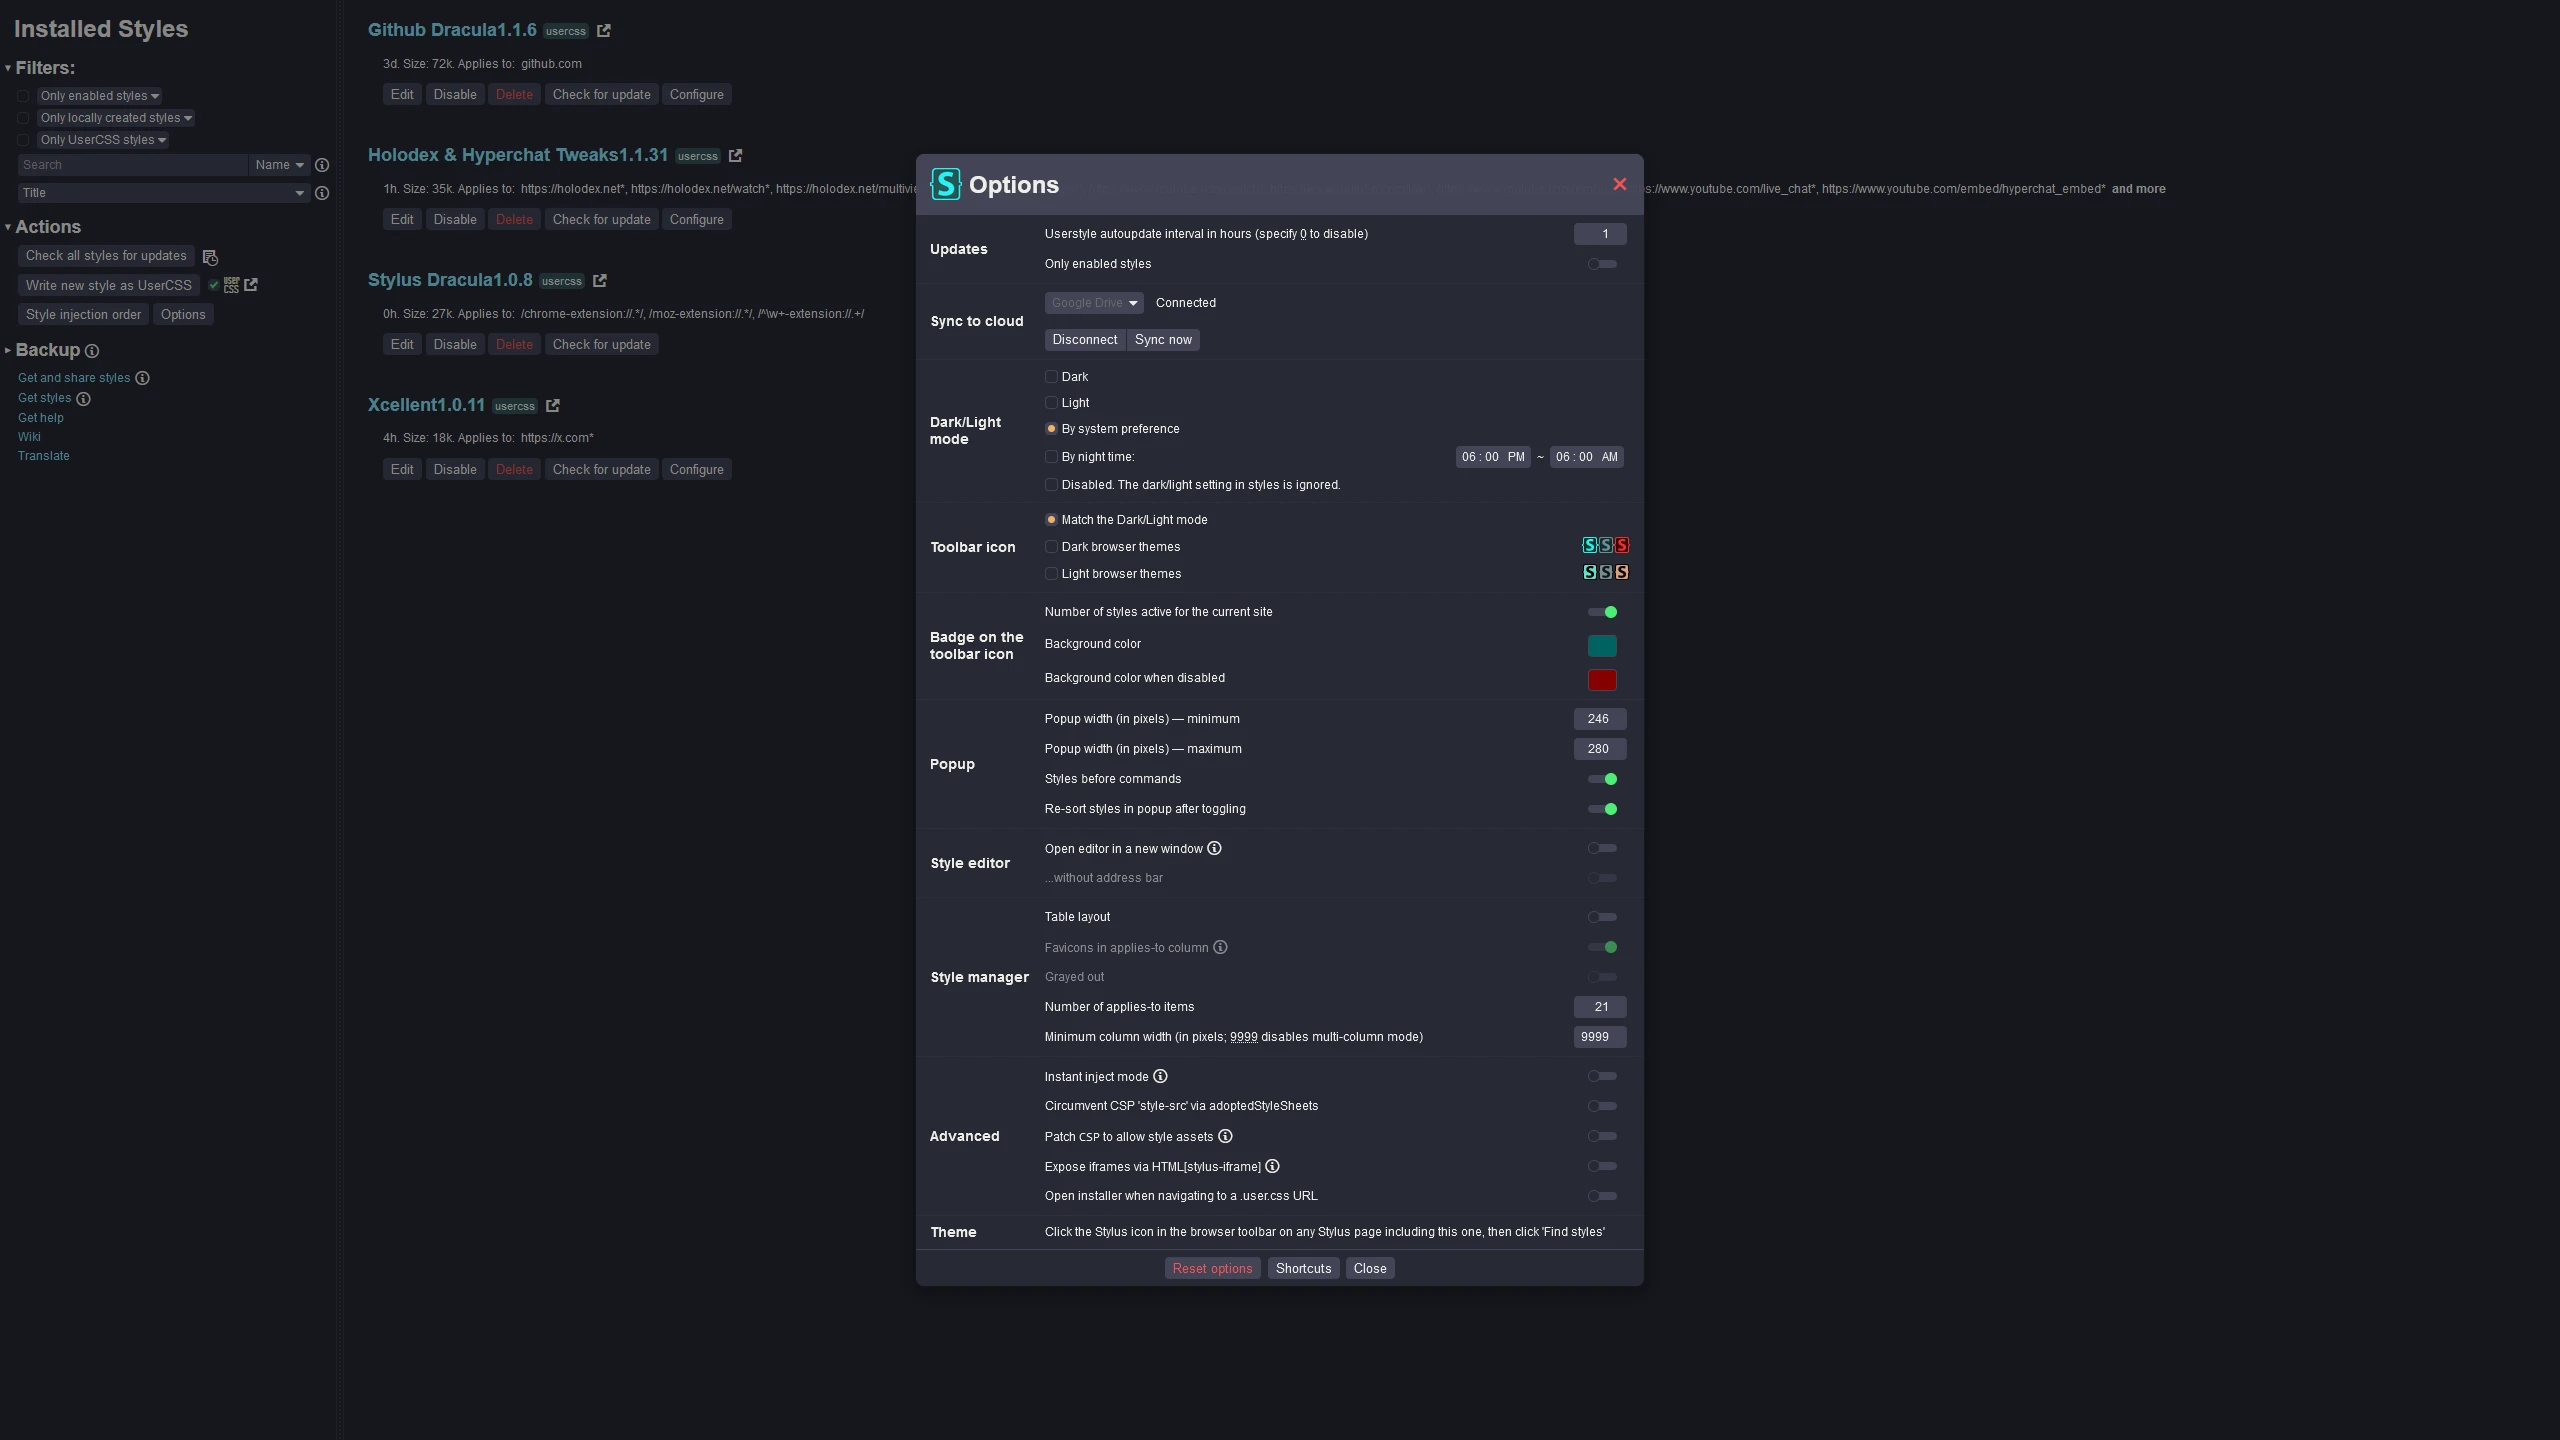 Installed Styles
Filters:
Only enabled styles
Only locally created styles
Only UserCSS styles
Search
Name
Title
Actions
Check all styles for updates
Write new style as UserCSS
USER CSS
Style injection order
Options
Backup
Get and share styles
Get styles
Get help
Wiki
Translate
Github Dracula1.1.6 usercss
3d. Size: 72k. Applies to: github.com
Edit Disable Delete Check for update Configure
Holodex & Hyperchat Tweaks1.1.31 usercss
1h. Size: 35k. Applies to: https://holodex.net*, https://holodex.net/watch*, https://holodex.net/multivie
s://www.youtube.com/live_chat*, https://www.youtube.com/embed/hyperchat_embed* and more
Edit Disable Delete Check for update Configure
Stylus Dracula1.0.8 usercss
0h. Size: 27k. Applies to: /chrome-extension://.*/, /moz-extension://.*/, /^\w+-extension://.+/
Edit Disable Delete Check for update
Xcellent1.0.11 usercss
4h. Size: 18k. Applies to: https://x.com*
Edit Disable Delete Check for update Configure
S Options
Updates
Userstyle autoupdate interval in hours (specify 0 to disable) 1
Only enabled styles
Sync to cloud
Google Drive Connected
Disconnect Sync now
Dark/Light mode
Dark
Light
By system preference
By night time: 06:00 PM ~ 06:00 AM
Disabled. The dark/light setting in styles is ignored.
Toolbar icon
Match the Dark/Light mode
Dark browser themes S S S
Light browser themes S S S
Badge on the toolbar icon
Number of styles active for the current site
Background color
Background color when disabled
Popup
Popup width (in pixels) — minimum 246
Popup width (in pixels) — maximum 280
Styles before commands
Re-sort styles in popup after toggling
Style editor
Open editor in a new window
...without address bar
Style manager
Table layout
Favicons in applies-to column
Grayed out
Number of applies-to items 21
Minimum column width (in pixels; 9999 disables multi-column mode) 9999
Advanced
Instant inject mode
Circumvent CSP 'style-src' via adoptedStyleSheets
Patch CSP to allow style assets
Expose iframes via HTML[stylus-iframe]
Open installer when navigating to a .user.css URL
Theme
Click the Stylus icon in the browser toolbar on any Stylus page including this one, then click 'Find styles'
Reset options Shortcuts Close